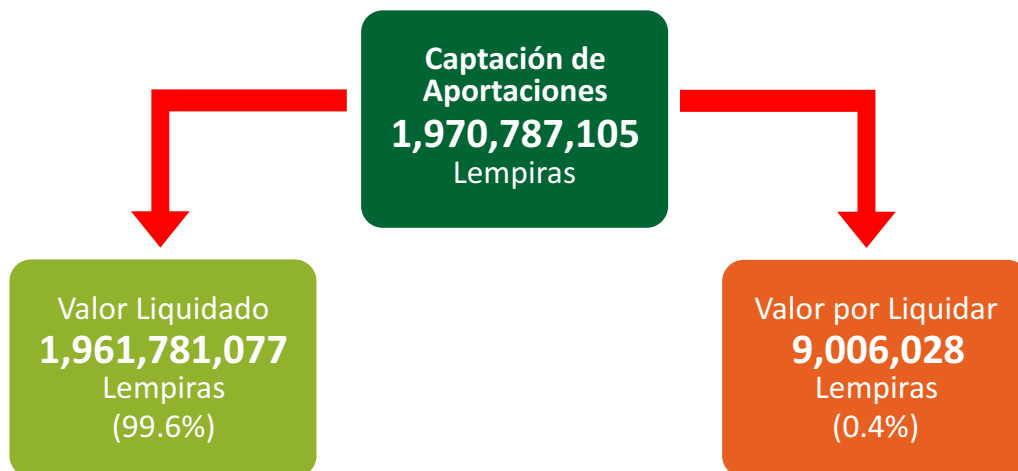 Captación de
Aportaciones
1,970,787,105
Lempiras
Valor Liquidado
1,961,781,077
Lempiras
(99.6%)
Valor por Liquidar
9,006,028
Lempiras
(0.4%)